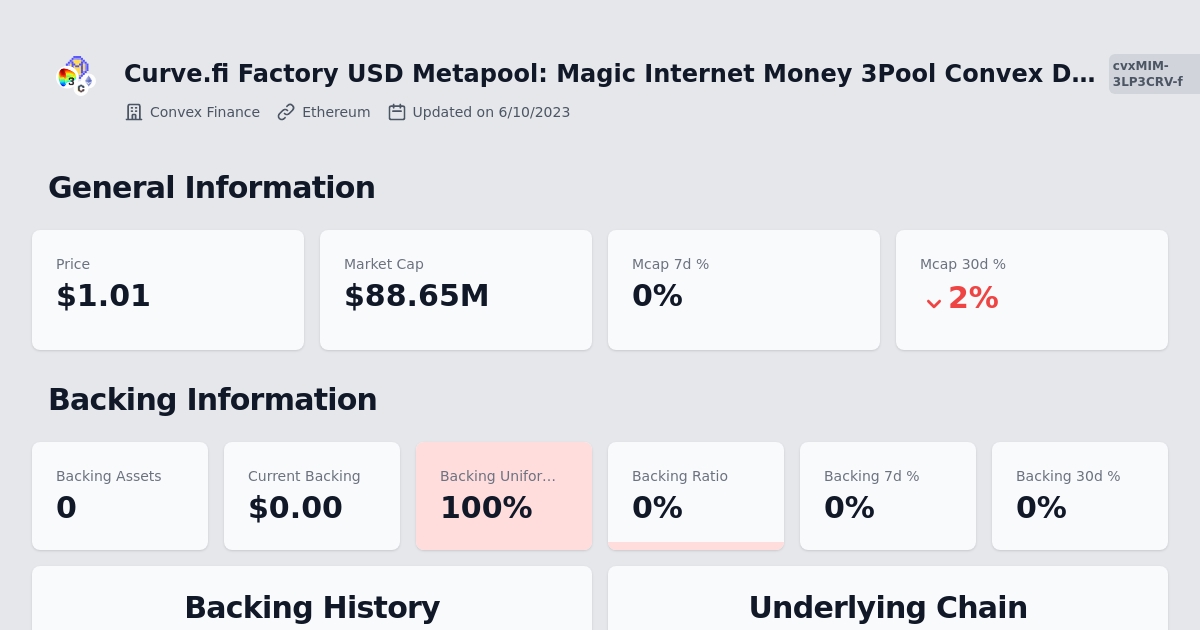 Curve.fi Factory USD Metapool: Magic Internet Money 3Pool Convex D...
cvxMIM-
3LP3CRV-f
Convex Finance Ethereum Updated on 6/10/2023
General Information
Price
$1.01
Market Cap
$88.65M
Mcap 7d %
0%
Mcap 30d %
2%
Backing Information
Backing Assets
0
Current Backing
$0.00
Backing Unifor...
100%
Backing Ratio
0%
Backing 7d %
0%
Backing 30d %
0%
Backing History
Underlying Chain